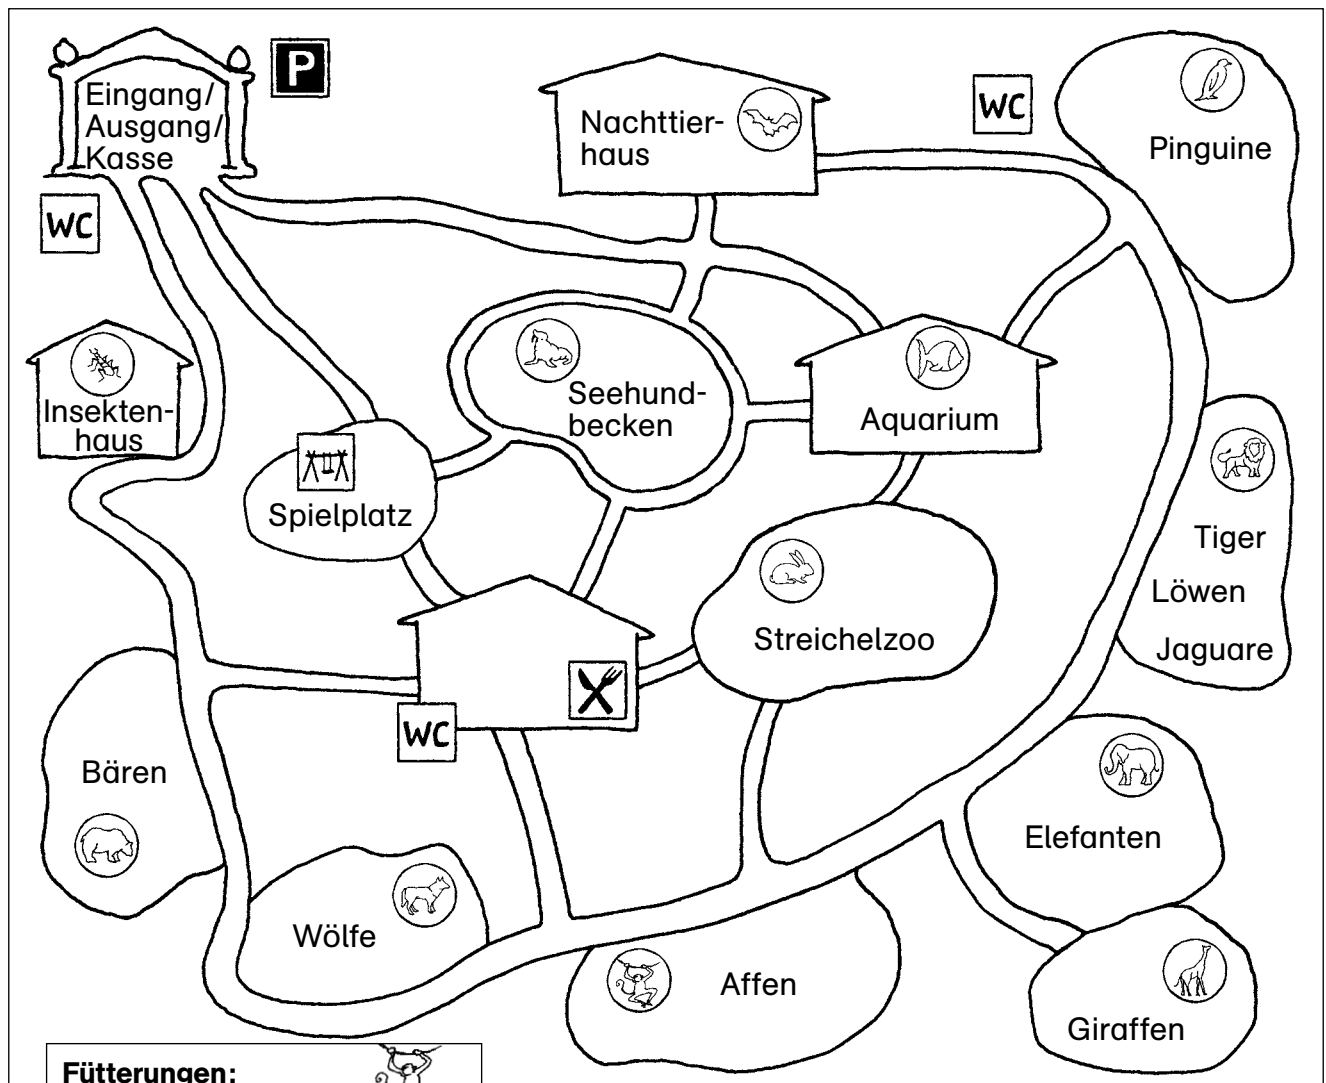 Eingang/
Ausgang/
Kasse
P
WC
Nachttier-
haus
WC
Pinguine
Insekten-
haus
Seehund-
becken
Aquarium
Spielplatz
Tiger
Löwen
Jaguare
Streichelzoo
WC
Bären
Elefanten
Wölfe
Affen
Giraffen
Fütterungen: